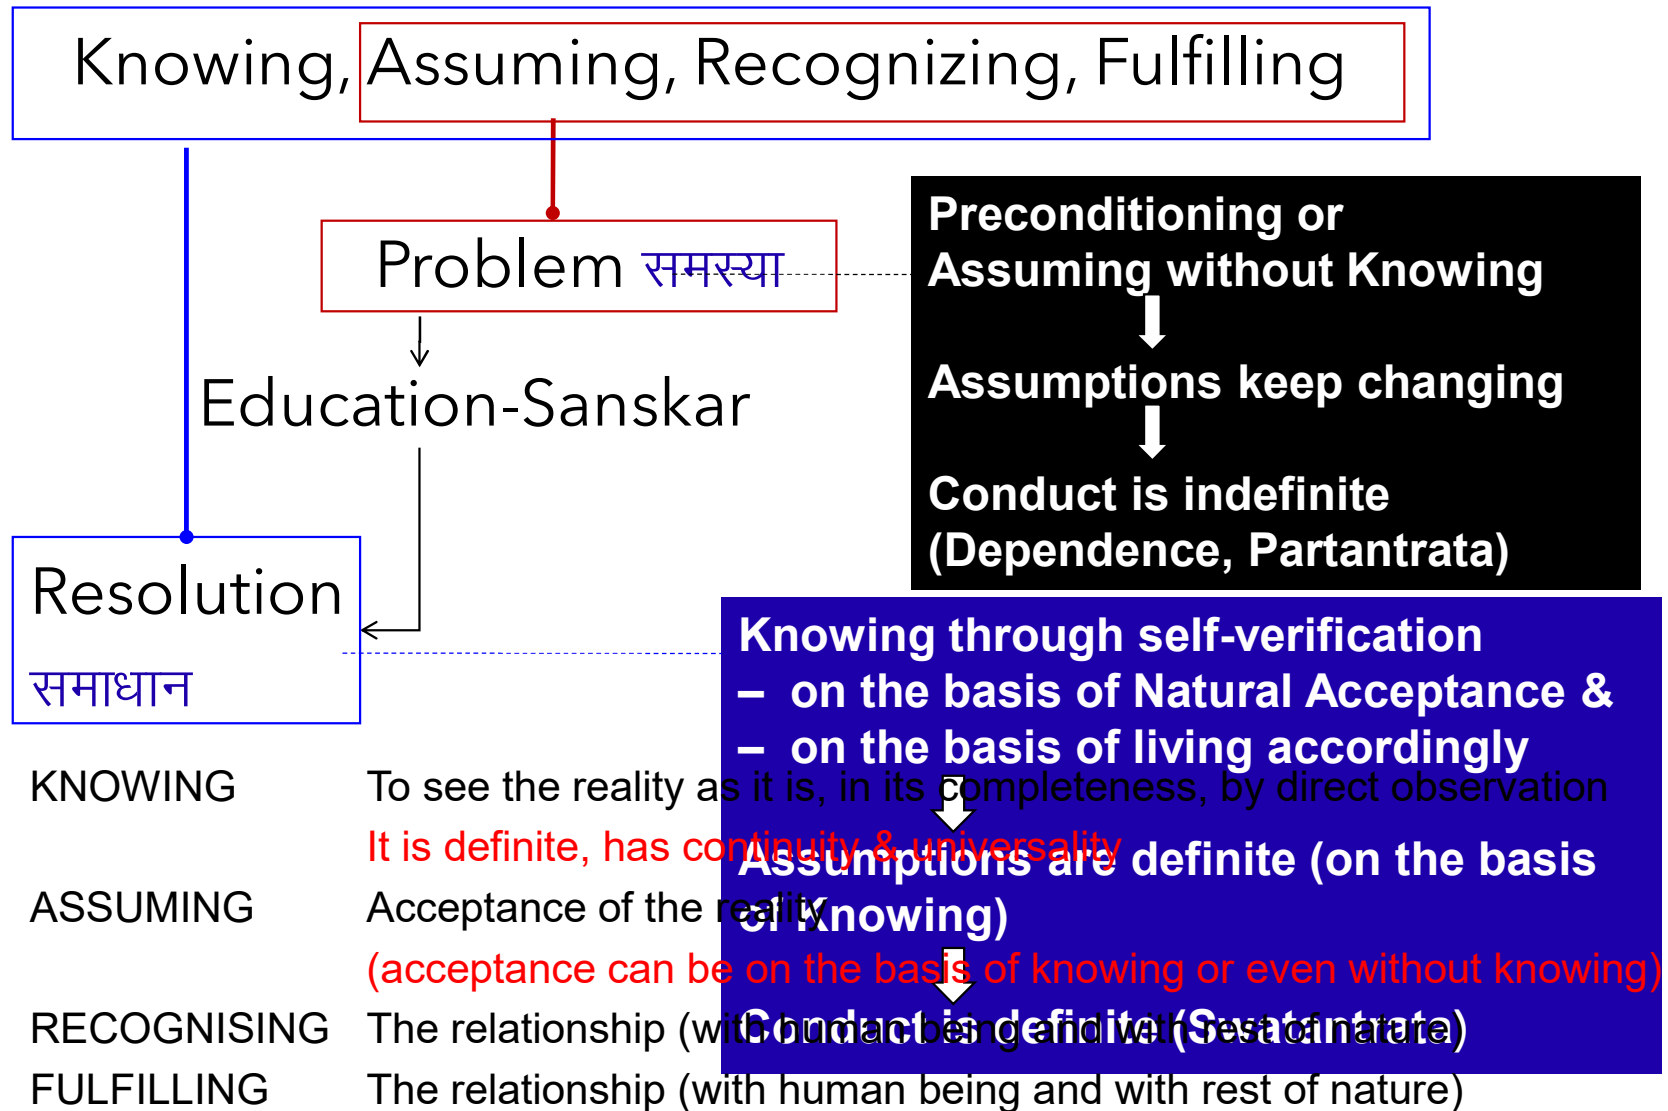 Knowing, Assuming, Recognizing, Fulfilling
Problem समस्या
Preconditioning or
Assuming without Knowing
Assumptions keep changing
Conduct is indefinite
(Dependence, Partantrata)
Education-Sanskar
Resolution
समाधान
Knowing through self-verification
– on the basis of Natural Acceptance &
– on the basis of living accordingly
Assumptions are definite (on the basis
of Knowing)
Conduct is definite (Swatantrata)
KNOWING To see the reality as it is, in its completeness, by direct observation
It is definite, has continuity & universality
ASSUMING Acceptance of the reality
(acceptance can be on the basis of knowing or even without knowing)
RECOGNISING The relationship (with human being and with rest of nature)
FULFILLING The relationship (with human being and with rest of nature)